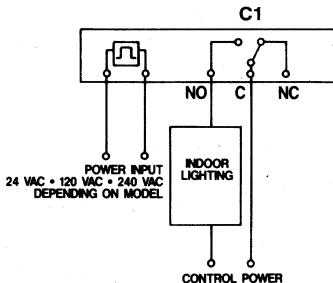 C1
NO C NC
POWER INPUT
24 VAC • 120 VAC • 240 VAC
DEPENDING ON MODEL
INDOOR
LIGHTING
CONTROL POWER